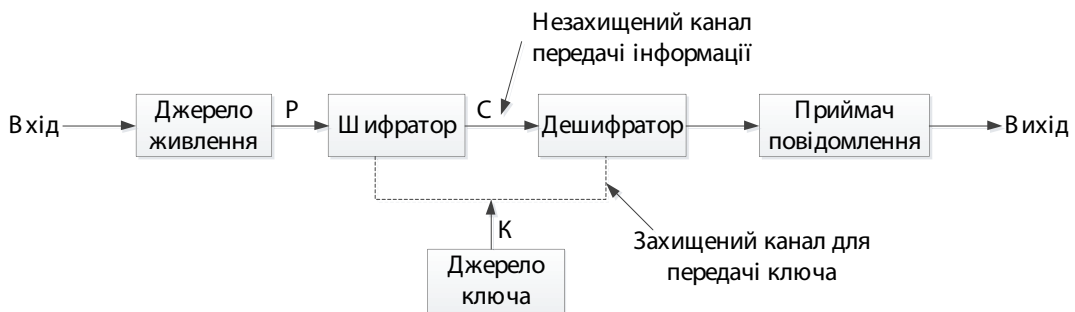 Незахищений канал
передачі інформації
Вхід
Джерело
живлення
Р
Шифратор
С
Дешифратор
Приймач
повідомлення
Вихід
К
Джерело
ключа
Захищений канал для
передачі ключа